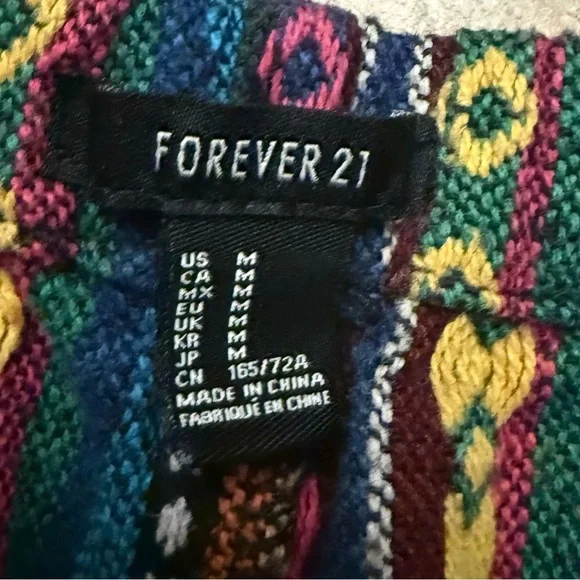 FOREVER 21
US M
CA M
MX M
EU M
UK M
KR M
JP M
CN 165/72A
MADE IN CHINA
FABRIQUÉ EN CHINE